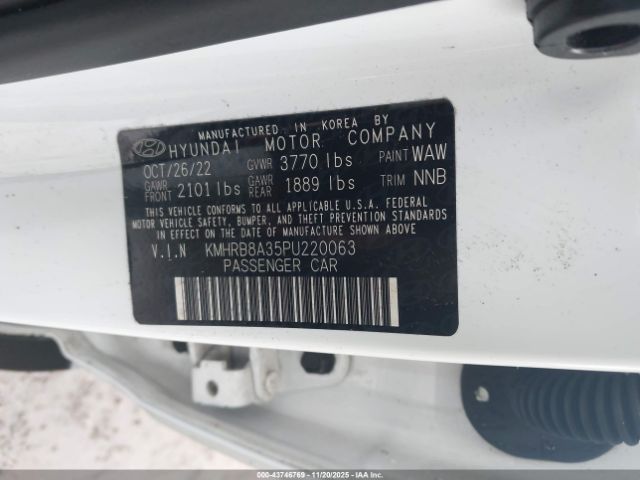 MANUFACTURED IN KOREA BY
HYUNDAI MOTOR COMPANY
OCT/26/22 GVWR 3770 lbs PAINT WAW
GAWR FRONT 2101 lbs GAWR REAR 1889 lbs TRIM NNB
THIS VEHICLE CONFORMS TO ALL APPLICABLE U.S.A. FEDERAL
MOTOR VEHICLE SAFETY, BUMPER, AND THEFT PREVENTION STANDARDS
IN EFFECT ON THE DATE OF MANUFACTURE SHOWN ABOVE
V.I.N KMHRB8A35PU220063
PASSENGER CAR
000-43746769 - 11/20/2025 - IAAI.COM